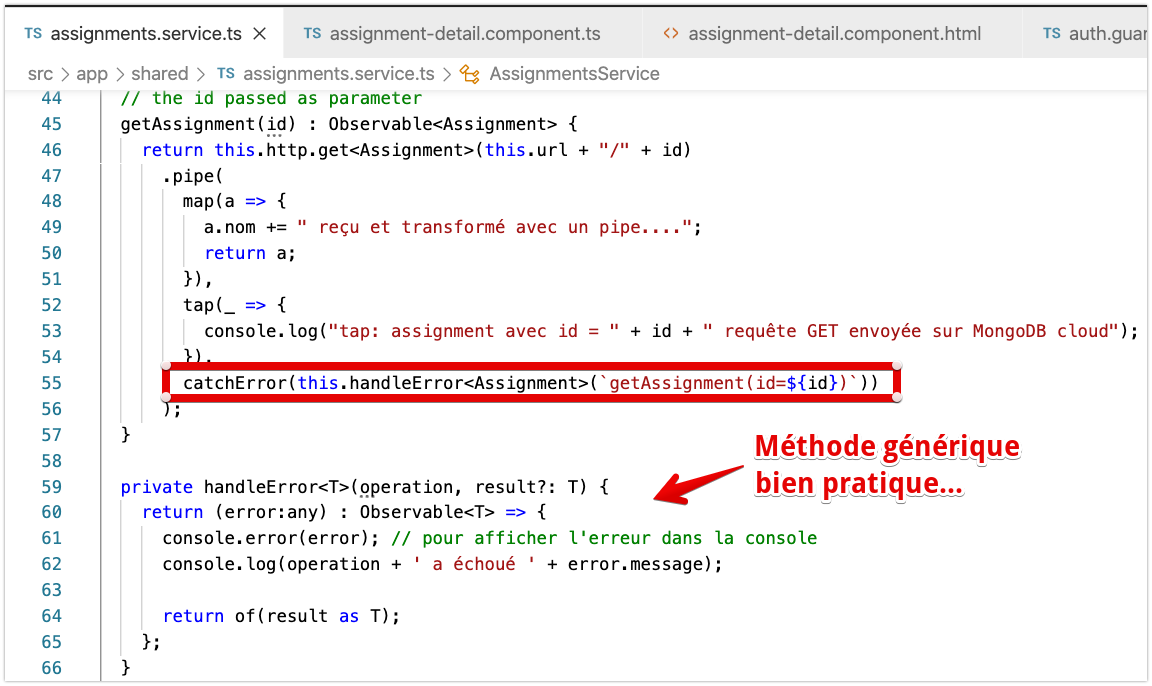 TS assignments.service.ts × TS assignment-detail.component.ts <> assignment-detail.component.html TS auth.guar
src > app > shared > TS assignments.service.ts > AssignmentsService
44 // the id passed as parameter
45 getAssignment(id) : Observable<Assignment> {
46 return this.http.get<Assignment>(this.url + "/" + id)
47 .pipe(
48 map(a => {
49 a.nom += " reçu et transformé avec un pipe....";
50 return a;
51 }),
52 tap(_ => {
53 console.log("tap: assignment avec id = " + id + " requête GET envoyée sur MongoDB cloud");
54 }),
55 catchError(this.handleError<Assignment>(`getAssignment(id=${id})`))
56 );
57 }
58
Méthode générique
bien pratique...
59 private handleError<T>(operation, result?: T) {
60 return (error:any) : Observable<T> => {
61 console.error(error); // pour afficher l'erreur dans la console
62 console.log(operation + ' a échoué ' + error.message);
63
64 return of(result as T);
65 };
66 }